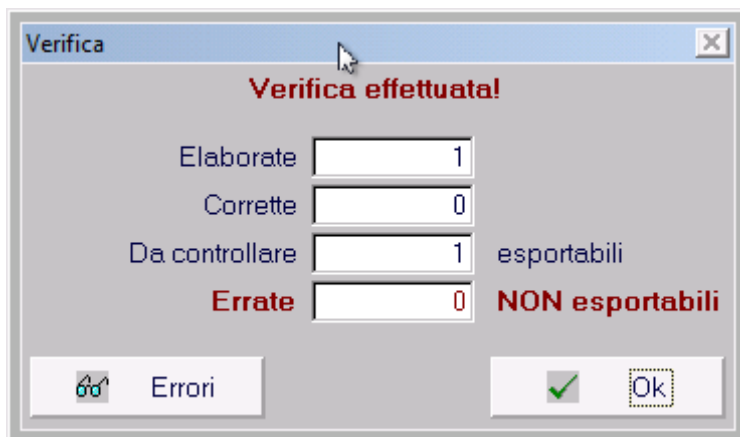 Verifica
Verifica effettuata!
Elaborate 1
Corrette 0
Da controllare 1 esportabili
Errate 0 NON esportabili
Errori Ok